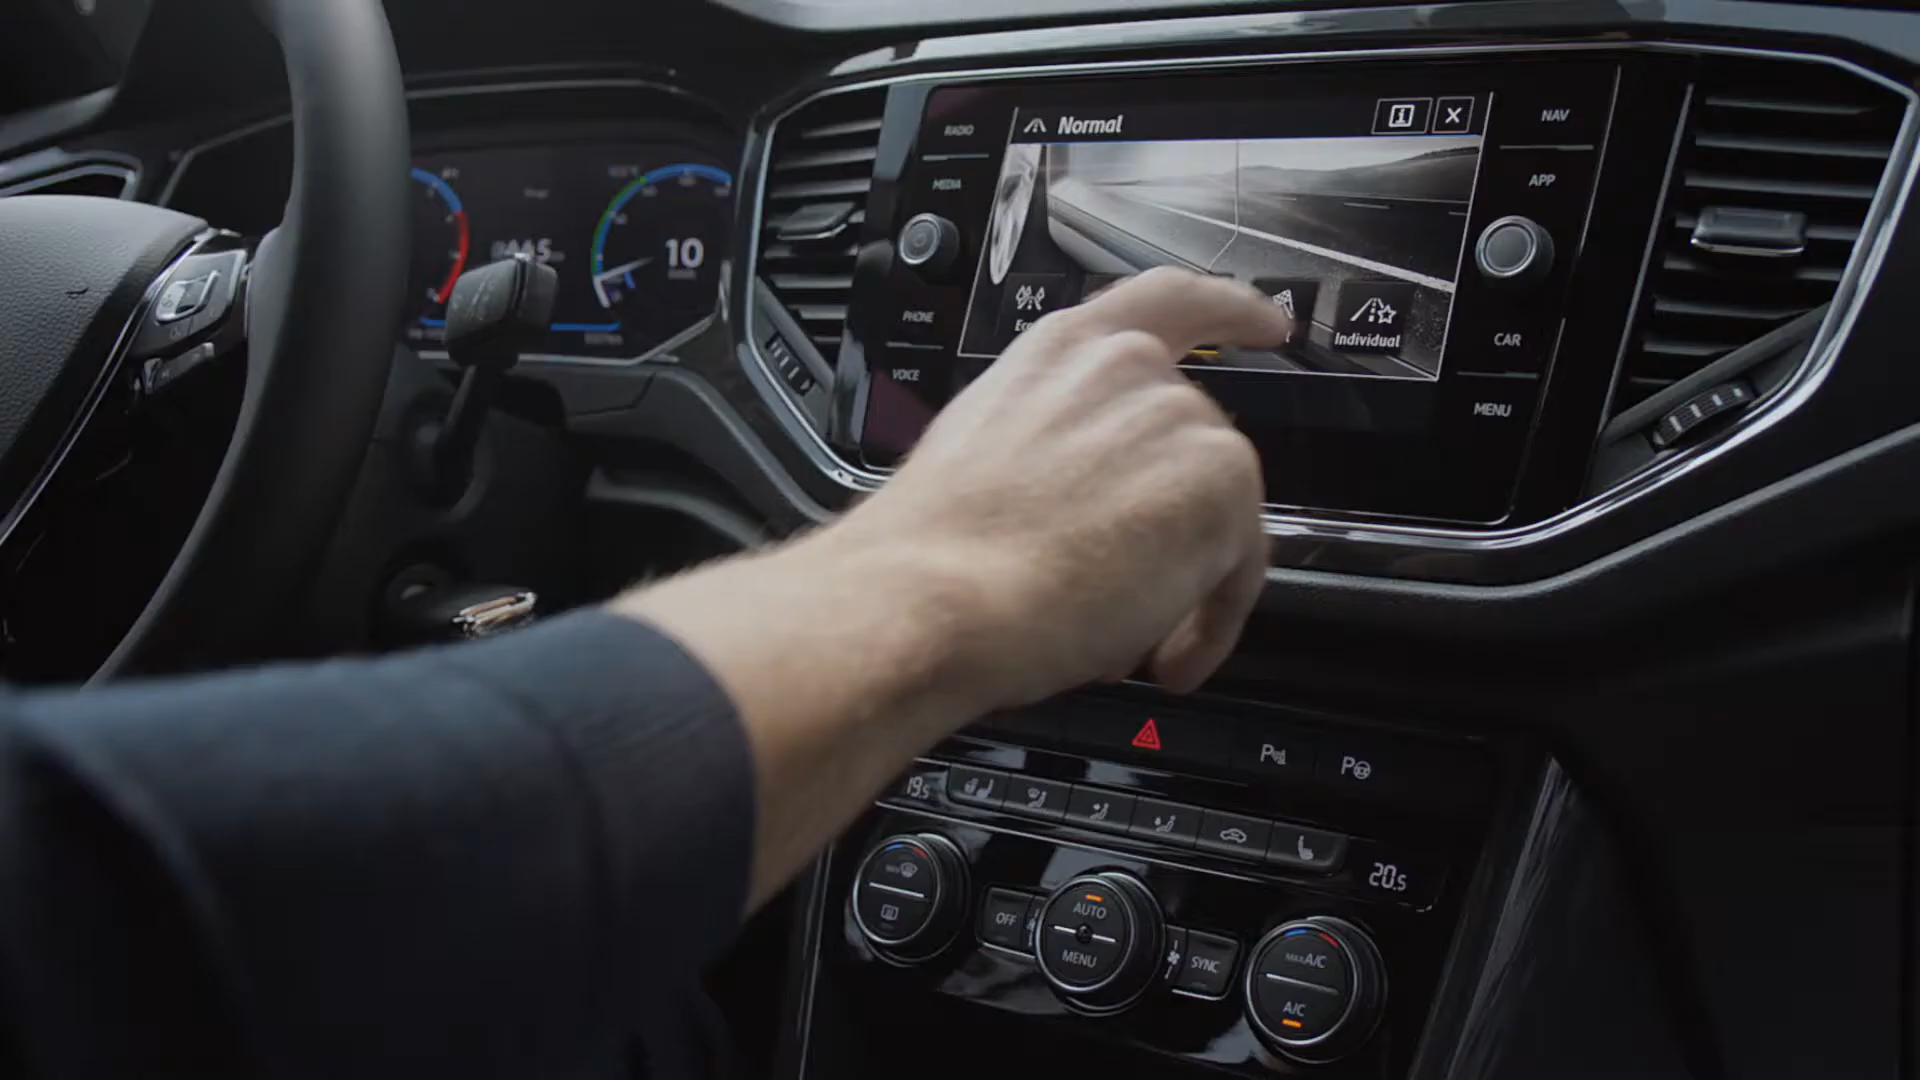 RADIO
MEDIA
PHONE
VOICE
Normal
i
X
Individual
NAV
APP
CAR
MENU
10
19.5
20.5
OFF
AUTO
MENU
SYNC
MAX A/C
A/C